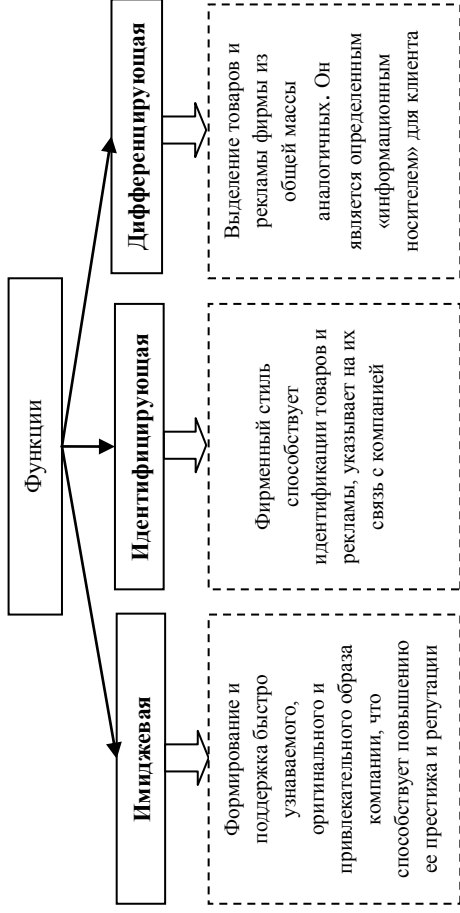 Функции
Имиджевая
Идентифицирующая
Дифференцирующая
Формирование и
поддержка быстро
узнаваемого,
оригинального и
привлекательного образа
компании, что
способствует повышению
ее престижа и репутации
Фирменный стиль
способствует
идентификации товаров и
рекламы, указывает на их
связь с компанией
Выделение товаров и
рекламы фирмы из
общей массы
аналогичных. Он
является определенным
«информационным
носителем» для клиента